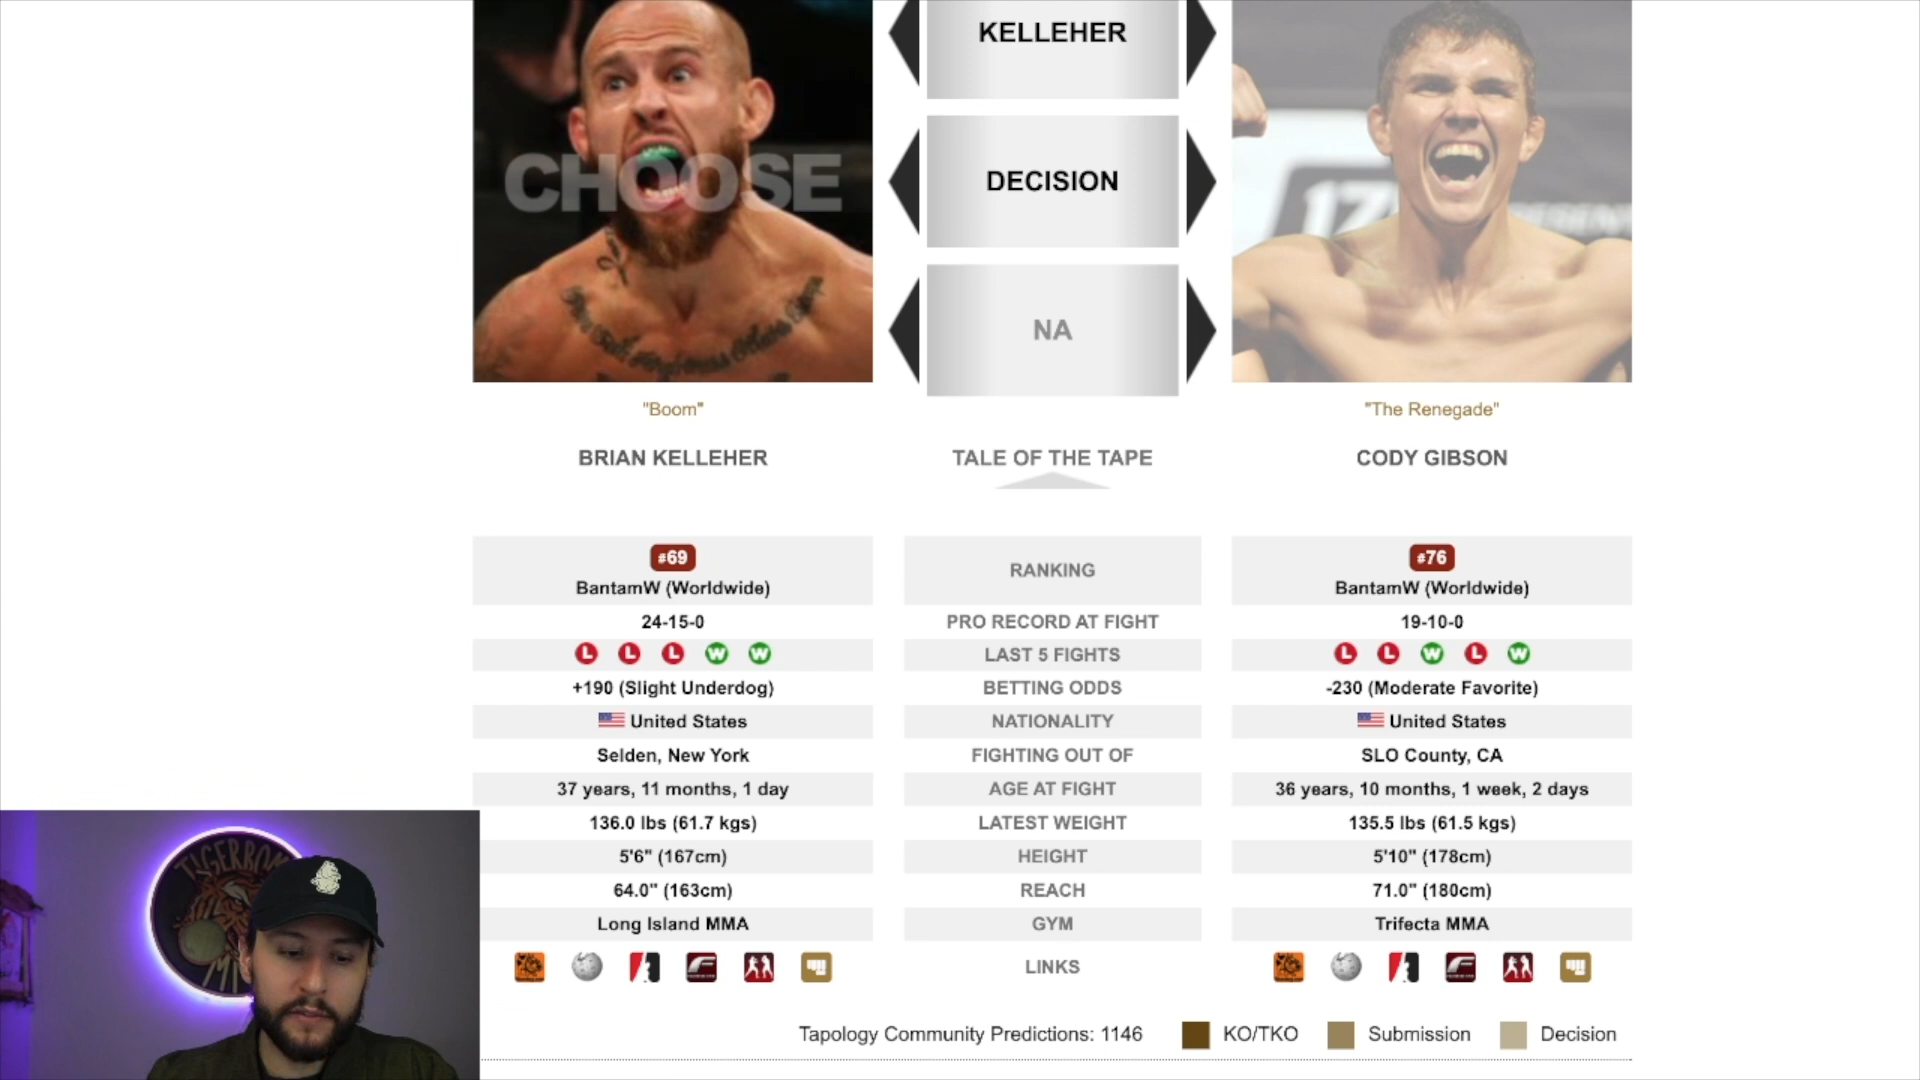 KELLEHER
CHOOSE
DECISION
NA
"Boom"
"The Renegade"
BRIAN KELLEHER
TALE OF THE TAPE
CODY GIBSON
#69
BantamW (Worldwide)
RANKING
#76
BantamW (Worldwide)
24-15-0
PRO RECORD AT FIGHT
19-10-0
L L L W W
LAST 5 FIGHTS
L L W L W
+190 (Slight Underdog)
BETTING ODDS
-230 (Moderate Favorite)
United States
NATIONALITY
United States
Selden, New York
FIGHTING OUT OF
SLO County, CA
37 years, 11 months, 1 day
AGE AT FIGHT
36 years, 10 months, 1 week, 2 days
136.0 lbs (61.7 kgs)
LATEST WEIGHT
135.5 lbs (61.5 kgs)
5'6" (167cm)
HEIGHT
5'10" (178cm)
64.0" (163cm)
REACH
71.0" (180cm)
Long Island MMA
GYM
Trifecta MMA
LINKS
Tapology Community Predictions: 1146
KO/TKO
Submission
Decision